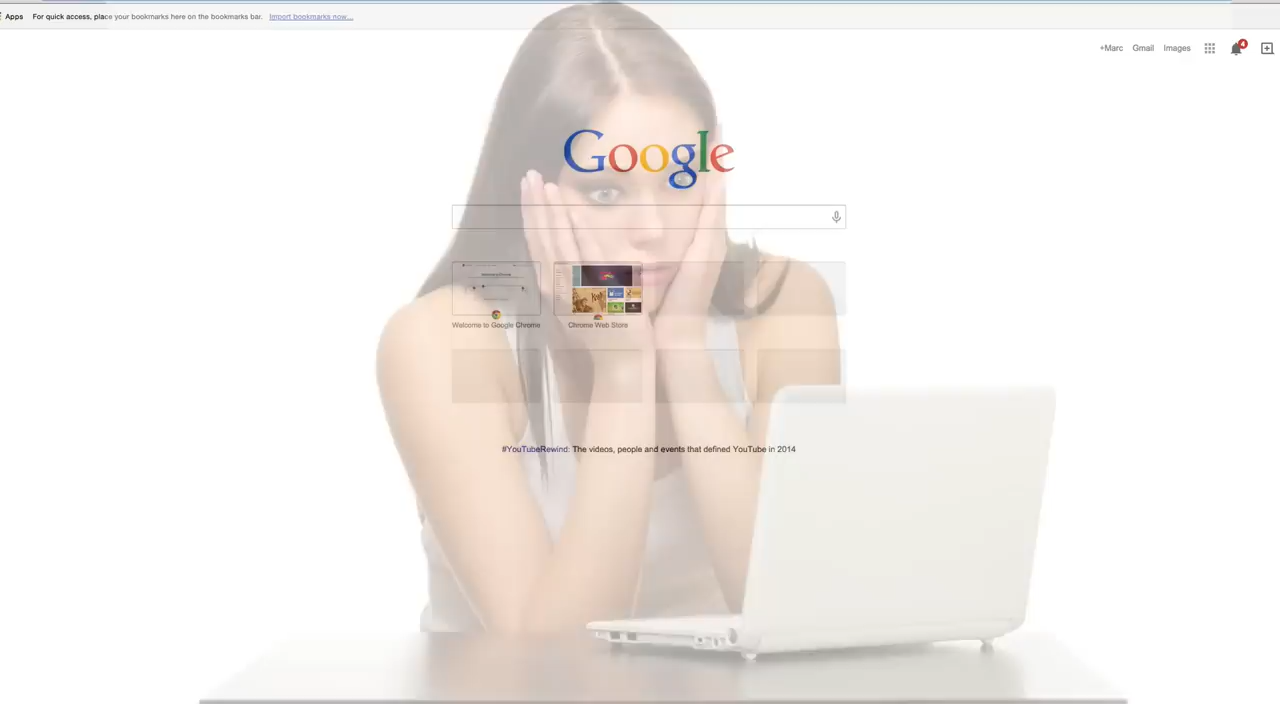 Apps For quick access, place your bookmarks here on the bookmarks bar. Import bookmarks now...
+Marc Gmail Images 4
Google
Welcome to Google Chrome Chrome Web Store
#YouTubeRewind: The videos, people and events that defined YouTube in 2014